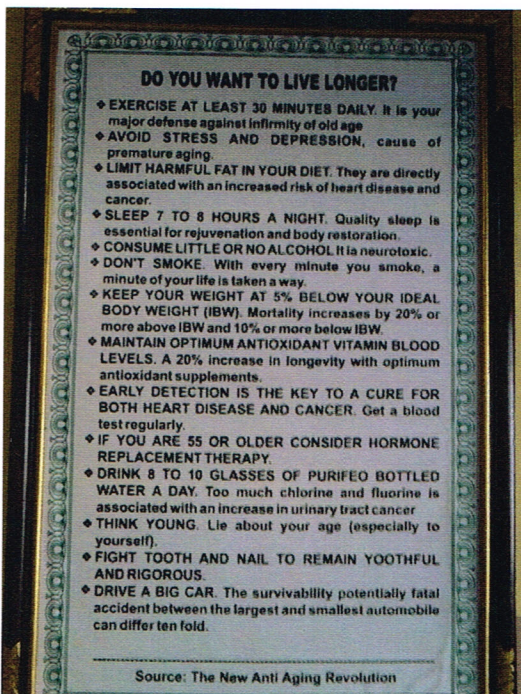 DO YOU WANT TO LIVE LONGER?
❖ EXERCISE AT LEAST 30 MINUTES DAILY. It is your
major defense against infirmity of old age
❖ AVOID STRESS AND DEPRESSION, cause of
premature aging.
❖ LIMIT HARMFUL FAT IN YOUR DIET. They are directly
associated with an increased risk of heart disease and
cancer.
❖ SLEEP 7 TO 8 HOURS A NIGHT. Quality sleep is
essential for rejuvenation and body restoration.
❖ CONSUME LITTLE OR NO ALCOHOL It is neurotoxic.
❖ DON'T SMOKE. With every minute you smoke, a
minute of your life is taken a way.
❖ KEEP YOUR WEIGHT AT 5% BELOW YOUR IDEAL
BODY WEIGHT (IBW). Mortality increases by 20% or
more above IBW and 10% or more below IBW.
❖ MAINTAIN OPTIMUM ANTIOXIDANT VITAMIN BLOOD
LEVELS. A 20% increase in longevity with optimum
antioxidant supplements.
❖ EARLY DETECTION IS THE KEY TO A CURE FOR
BOTH HEART DISEASE AND CANCER. Get a blood
test regularly.
❖ IF YOU ARE 55 OR OLDER CONSIDER HORMONE
REPLACEMENT THERAPY.
❖ DRINK 8 TO 10 GLASSES OF PURIFEO BOTTLED
WATER A DAY. Too much chlorine and fluorine is
associated with an increase in urinary tract cancer
❖ THINK YOUNG. Lie about your age (especially to
yourself).
❖ FIGHT TOOTH AND NAIL TO REMAIN YOOTHFUL
AND RIGOROUS.
❖ DRIVE A BIG CAR. The survivability potentially fatal
accident between the largest and smallest automobile
can differ ten fold.
Source: The New Anti Aging Revolution